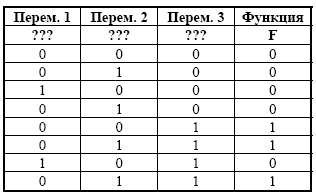 Перем. 1 Перем. 2 Перем. 3 Функция
??? ??? ??? F
0 0 0 0
0 1 0 0
1 0 0 0
0 1 0 0
0 0 1 1
0 1 1 1
1 0 1 0
0 1 1 1